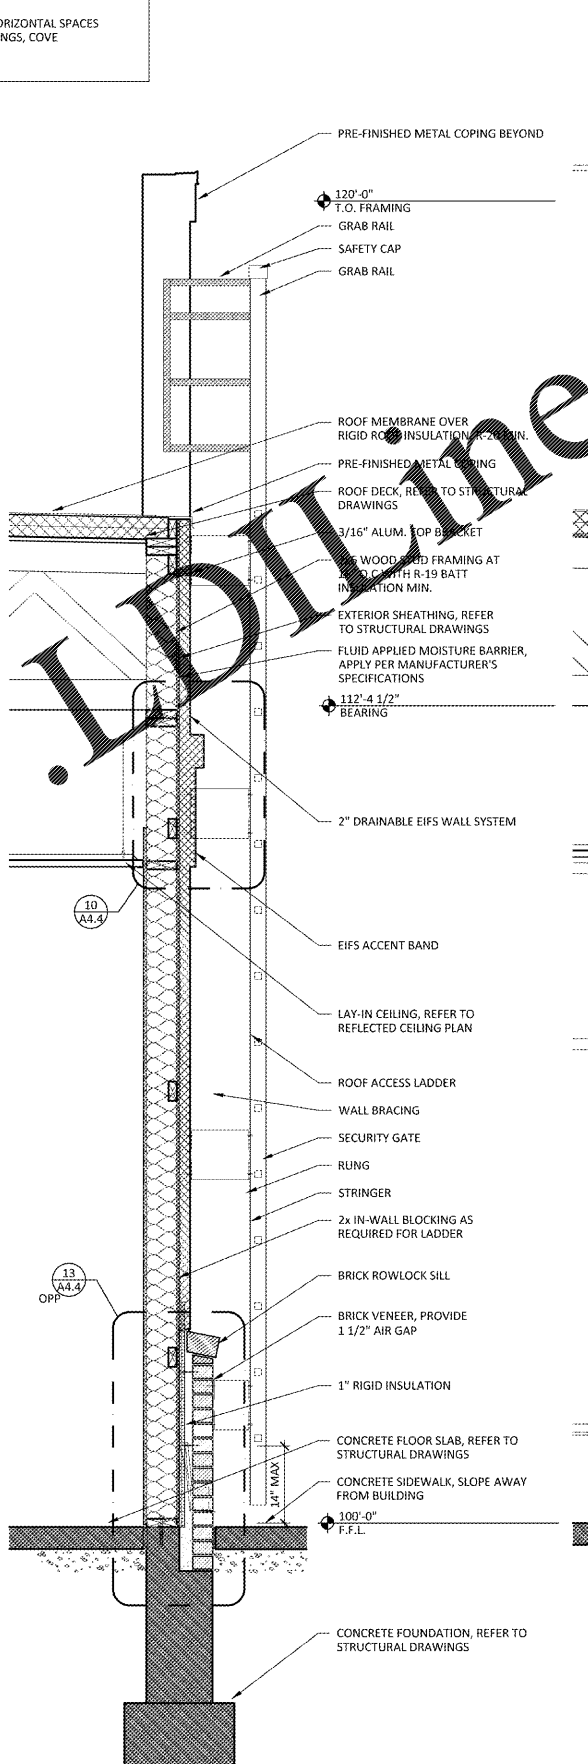 ORIZONTAL SPACES
NGS, COVE
PRE-FINISHED METAL COPING BEYOND
120'-0"
T.O. FRAMING
GRAB RAIL
SAFETY CAP
GRAB RAIL
ROOF MEMBRANE OVER
RIGID ROOF INSULATION, R-20 MIN.
PRE-FINISHED METAL COPING
ROOF DECK, REFER TO STRUCTURAL
DRAWINGS
3/16" ALUM. TOP BRACKET
WOOD STUD FRAMING AT
O.C WITH R-19 BATT
INSULATION MIN.
EXTERIOR SHEATHING, REFER
TO STRUCTURAL DRAWINGS
FLUID APPLIED MOISTURE BARRIER,
APPLY PER MANUFACTURER'S
SPECIFICATIONS
112'-4 1/2"
BEARING
2" DRAINABLE EIFS WALL SYSTEM
10
A4.4
EIFS ACCENT BAND
LAY-IN CEILING, REFER TO
REFLECTED CEILING PLAN
ROOF ACCESS LADDER
WALL BRACING
SECURITY GATE
RUNG
STRINGER
2x IN-WALL BLOCKING AS
REQUIRED FOR LADDER
13
A4.4
OPP
BRICK ROWLOCK SILL
BRICK VENEER, PROVIDE
1 1/2" AIR GAP
1" RIGID INSULATION
CONCRETE FLOOR SLAB, REFER TO
STRUCTURAL DRAWINGS
14" MAX
CONCRETE SIDEWALK, SLOPE AWAY
FROM BUILDING
100'-0"
F.F.L.
CONCRETE FOUNDATION, REFER TO
STRUCTURAL DRAWINGS
.LDILine